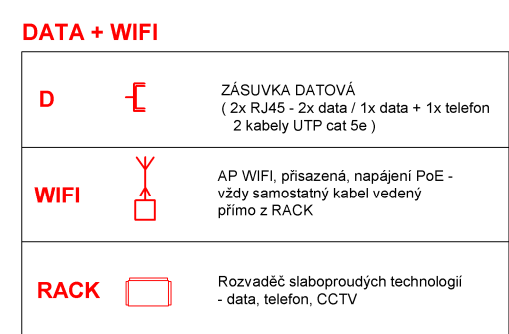 DATA + WIFI
D
ZÁSUVKA DATOVÁ
( 2x RJ45 - 2x data / 1x data + 1x telefon
2 kabely UTP cat 5e )
WIFI
AP WIFI, přisazená, napájení PoE -
vždy samostatný kabel vedený
přímo z RACK
RACK
Rozvaděč slaboproudých technologií
- data, telefon, CCTV